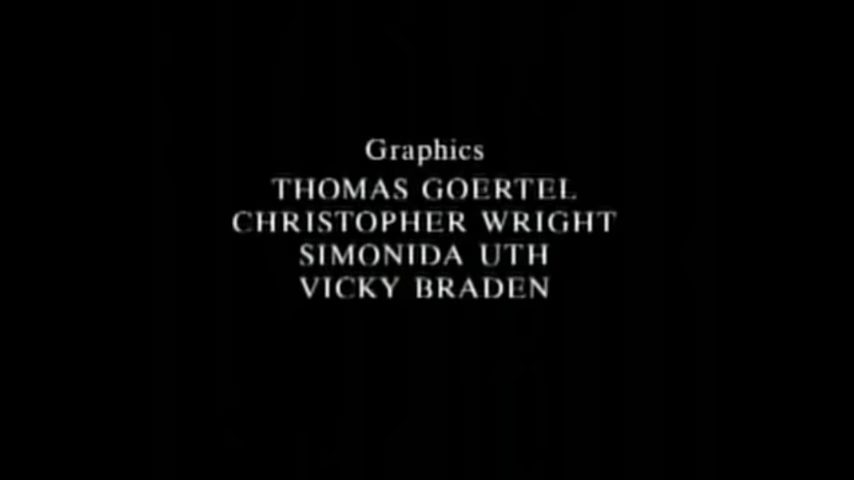 Graphics
THOMAS GOERTEL
CHRISTOPHER WRIGHT
SIMONIDA UTH
VICKY BRADEN